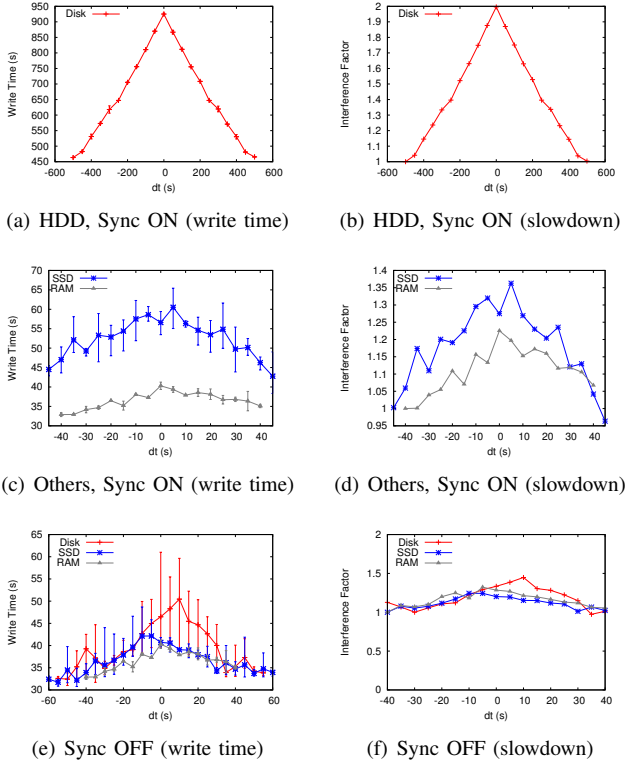 Disk
Write Time (s)
950
900
850
800
750
700
650
600
550
500
450
-600 -400 -200 0 200 400 600
dt (s)
(a) HDD, Sync ON (write time)
Disk
Interference Factor
2
1.9
1.8
1.7
1.6
1.5
1.4
1.3
1.2
1.1
1
-600 -400 -200 0 200 400 600
dt (s)
(b) HDD, Sync ON (slowdown)
SSD
RAM
Write Time (s)
70
65
60
55
50
45
40
35
30
-40 -30 -20 -10 0 10 20 30 40
dt (s)
(c) Others, Sync ON (write time)
SSD
RAM
Interference Factor
1.4
1.35
1.3
1.25
1.2
1.15
1.1
1.05
1
0.95
-40 -30 -20 -10 0 10 20 30 40
dt (s)
(d) Others, Sync ON (slowdown)
Disk
SSD
RAM
Write Time (s)
65
60
55
50
45
40
35
30
-60 -40 -20 0 20 40 60
dt (s)
(e) Sync OFF (write time)
Disk
SSD
RAM
Interference Factor
2
1.5
1
0.5
0
-40 -30 -20 -10 0 10 20 30 40
dt (s)
(f) Sync OFF (slowdown)